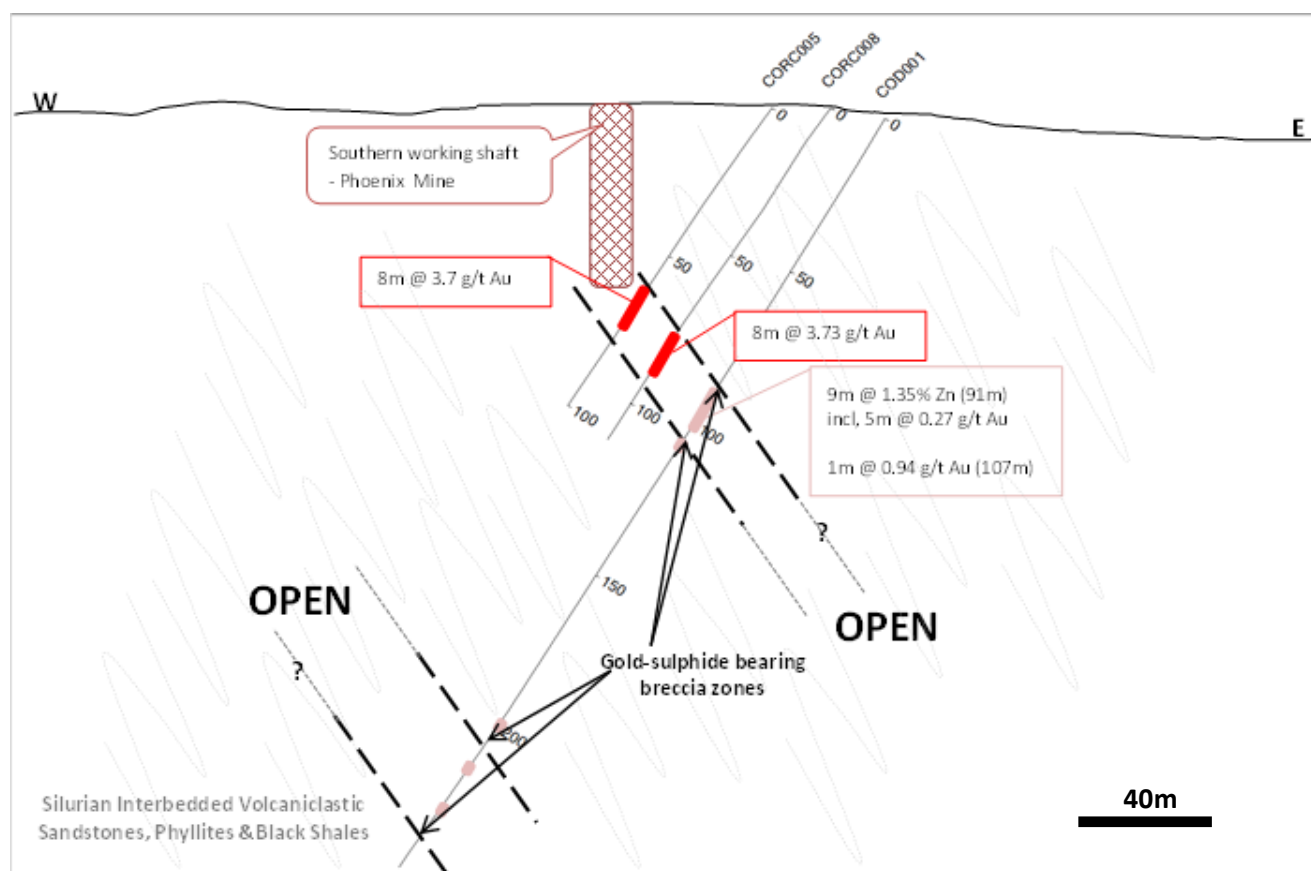 CORC005
CORC008
COD001
W
0
0
0
E
Southern working shaft
- Phoenix Mine
50
50
50
8m @ 3.7 g/t Au
8m @ 3.73 g/t Au
9m @ 1.35% Zn (91m)
incl, 5m @ 0.27 g/t Au
1m @ 0.94 g/t Au (107m)
100
100
100
?
150
OPEN
OPEN
?
Gold-sulphide bearing
breccia zones
200
Silurian Interbedded Volcaniclastic
Sandstones, Phyllites & Black Shales
40m